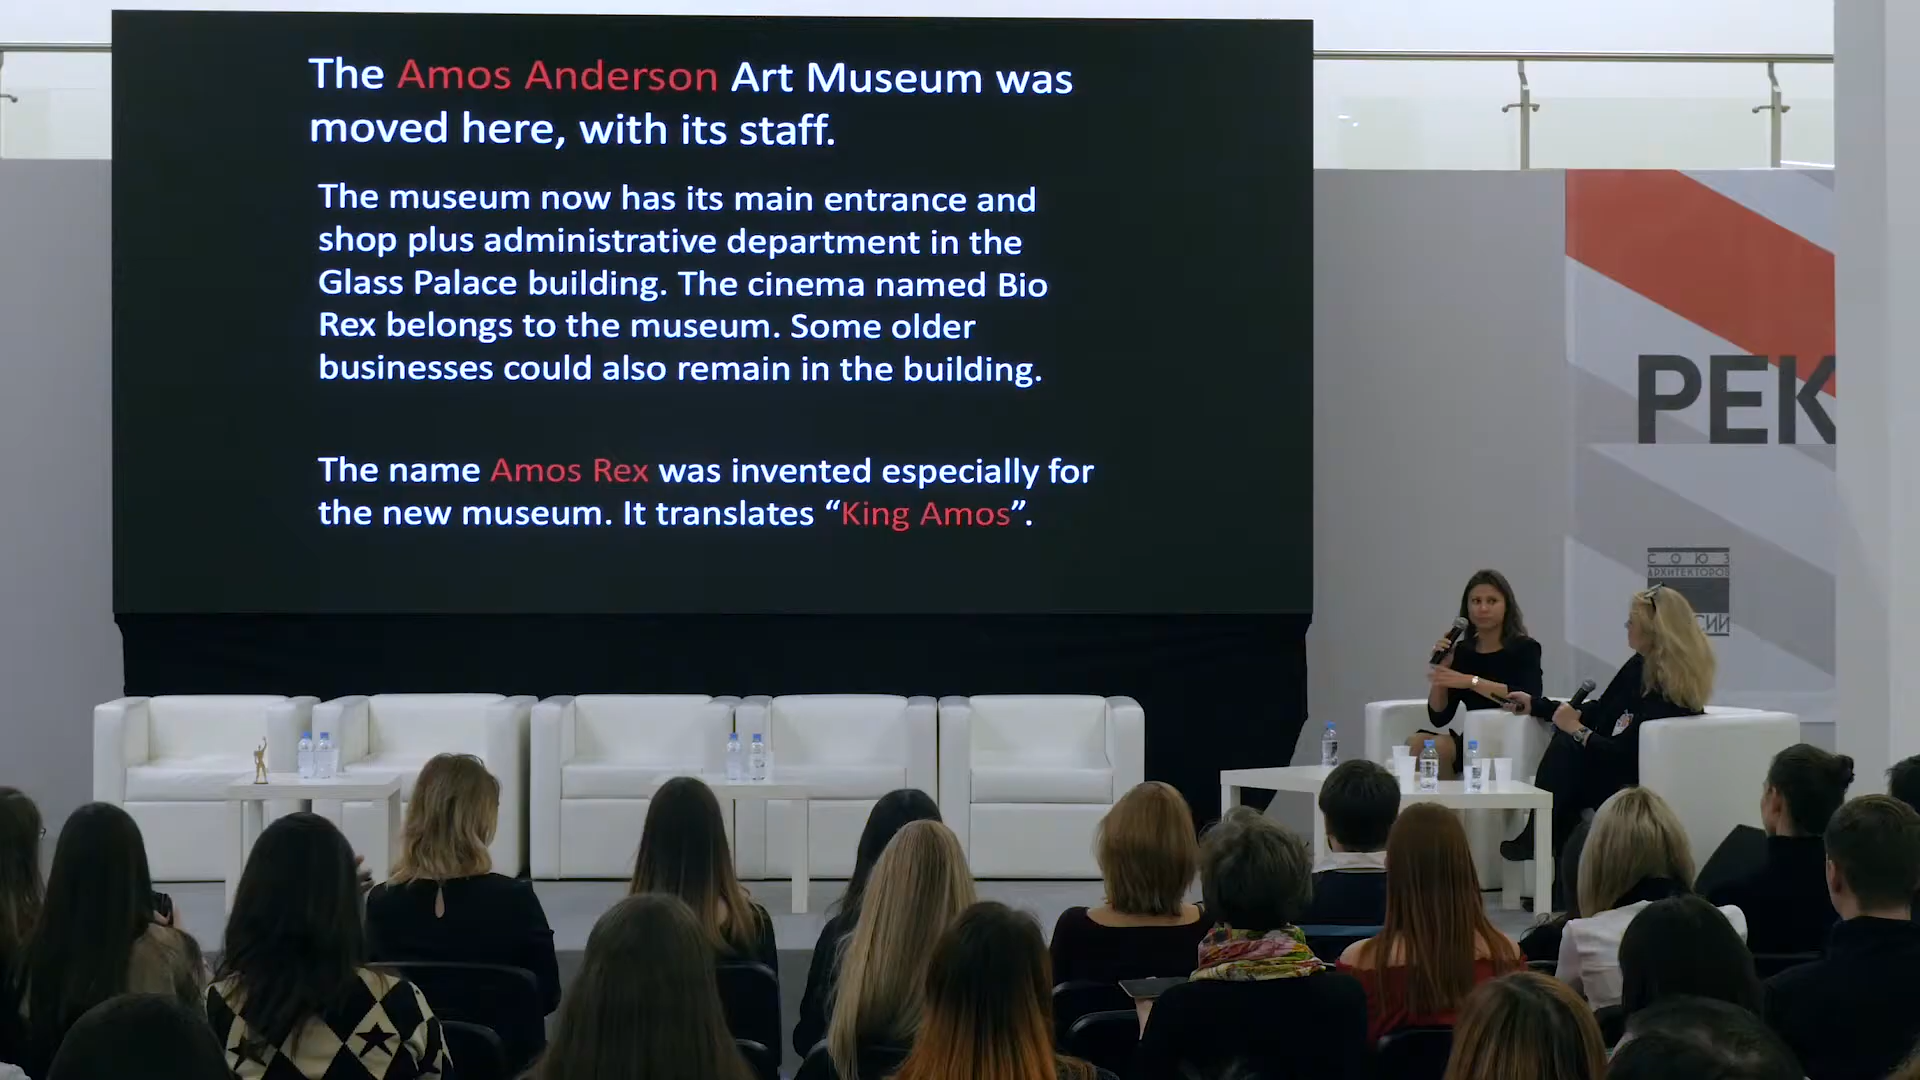 The Amos Anderson Art Museum was
moved here, with its staff.
The museum now has its main entrance and
shop plus administrative department in the
Glass Palace building. The cinema named Bio
Rex belongs to the museum. Some older
businesses could also remain in the building.
The name Amos Rex was invented especially for
the new museum. It translates “King Amos”.
РЕК
СОЮЗ
АРХИТЕКТОРОВ
СИИ